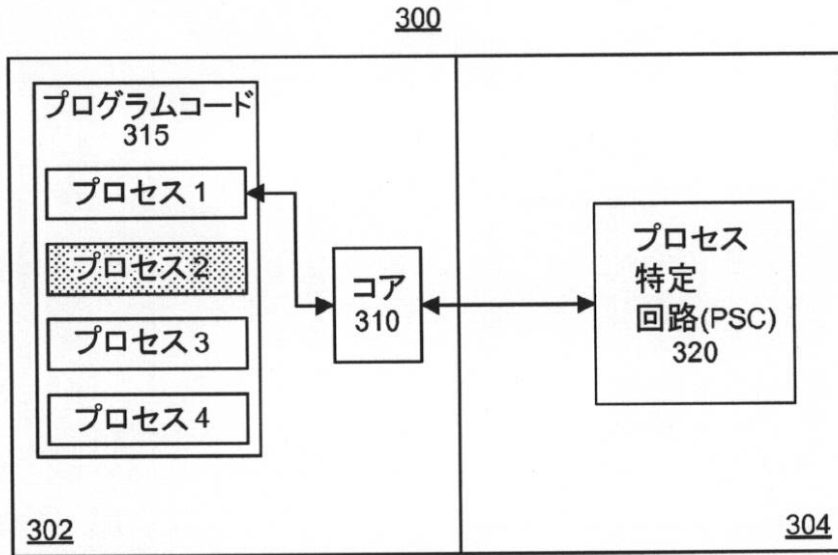 300
プログラムコード
315
プロセス 1
プロセス 2
プロセス 3
プロセス 4
コア
310
プロセス
特定
回路(PSC)
320
302
304